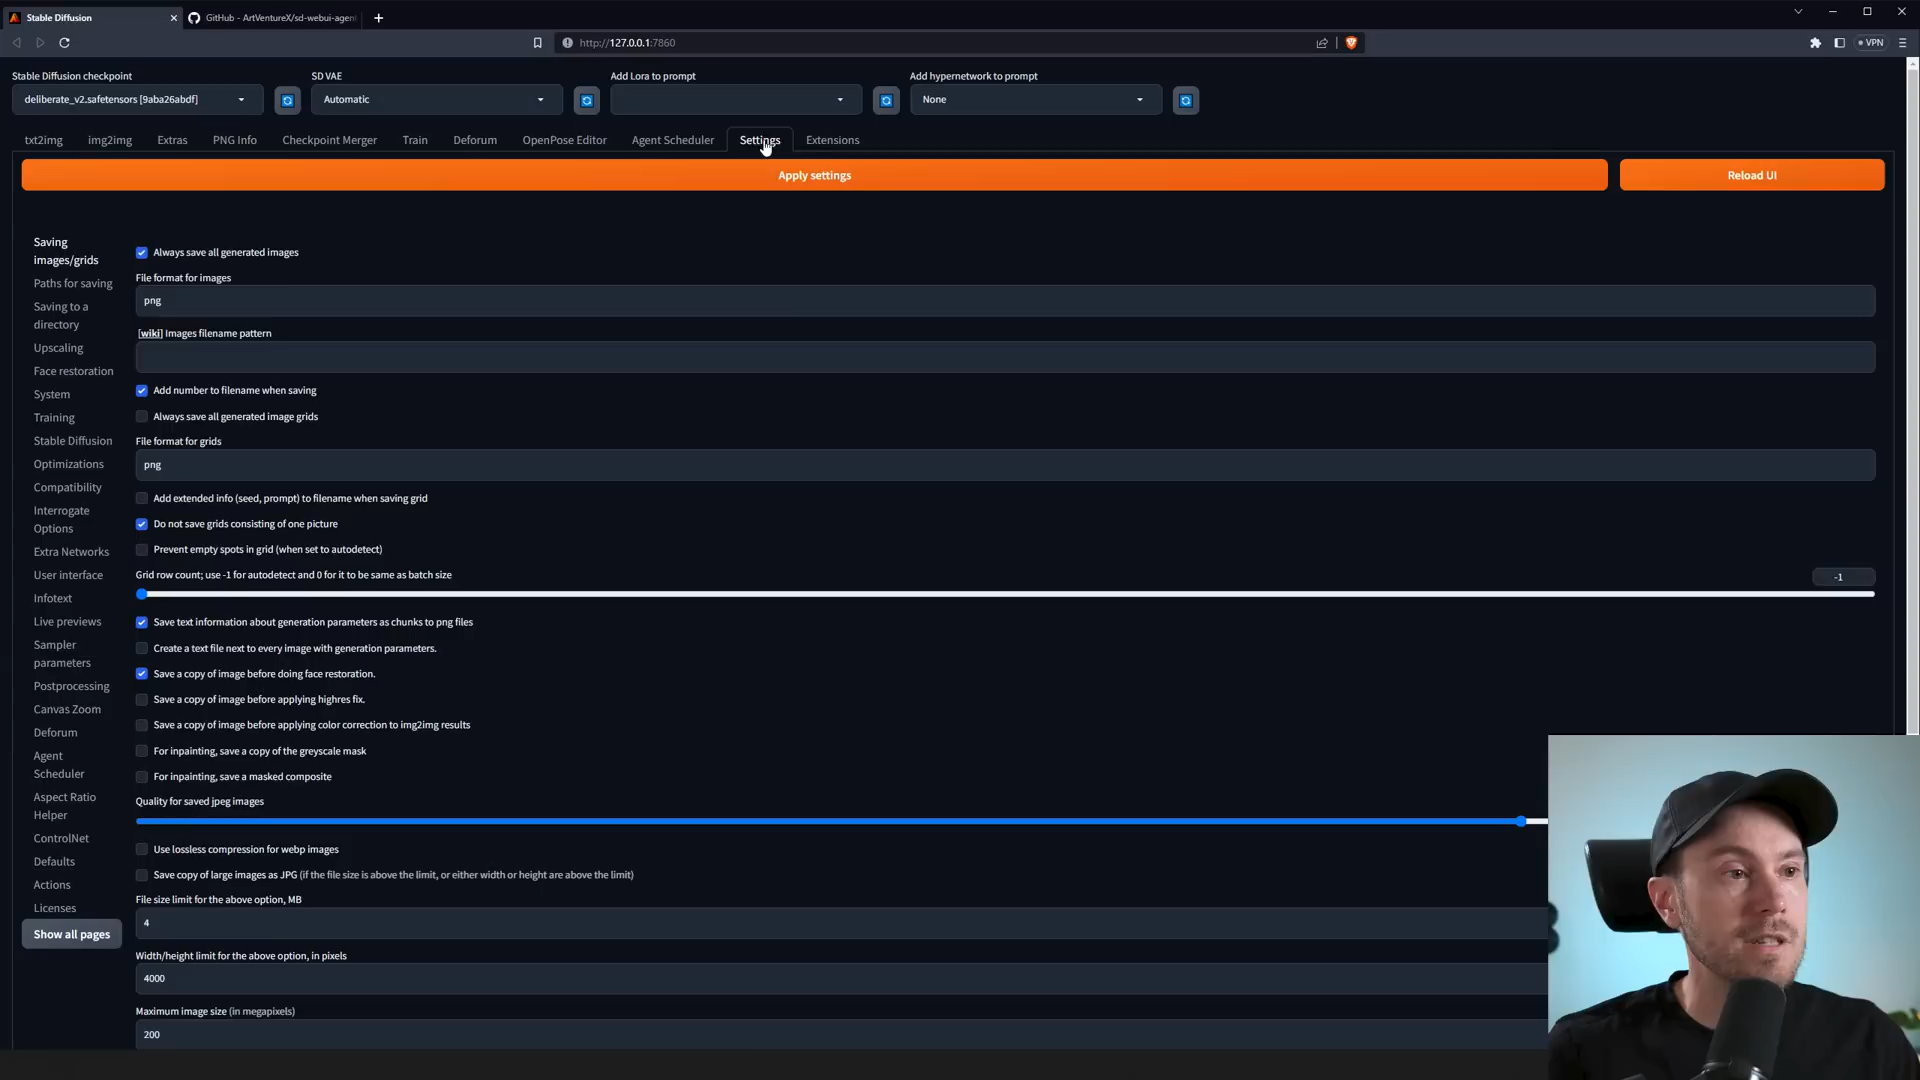 Stable Diffusion
GitHub - ArtVentureX/sd-webui-agen
http://127.0.0.1:7860
VPN
Stable Diffusion checkpoint
SD VAE
Add Lora to prompt
Add hypernetwork to prompt
deliberate_v2.safetensors [9aba26abdf]
Automatic
None
txt2img
img2img
Extras
PNG Info
Checkpoint Merger
Train
Deforum
OpenPose Editor
Agent Scheduler
Settings
Extensions
Apply settings
Reload UI
Saving
images/grids
Paths for saving
Saving to a
directory
Upscaling
Face restoration
System
Training
Stable Diffusion
Optimizations
Compatibility
Interrogate
Options
Extra Networks
User interface
Infotext
Live previews
Sampler
parameters
Postprocessing
Canvas Zoom
Deforum
Agent
Scheduler
Aspect Ratio
Helper
ControlNet
Defaults
Actions
Licenses
Show all pages
Always save all generated images
File format for images
png
[wiki] Images filename pattern
Add number to filename when saving
Always save all generated image grids
File format for grids
png
Add extended info (seed, prompt) to filename when saving grid
Do not save grids consisting of one picture
Prevent empty spots in grid (when set to autodetect)
Grid row count; use -1 for autodetect and 0 for it to be same as batch size
-1
Save text information about generation parameters as chunks to png files
Create a text file next to every image with generation parameters.
Save a copy of image before doing face restoration.
Save a copy of image before applying highres fix.
Save a copy of image before applying color correction to img2img results
For inpainting, save a copy of the greyscale mask
For inpainting, save a masked composite
Quality for saved jpeg images
Use lossless compression for webp images
Save copy of large images as JPG (if the file size is above the limit, or either width or height are above the limit)
File size limit for the above option, MB
4
Width/height limit for the above option, in pixels
4000
Maximum image size (in megapixels)
200